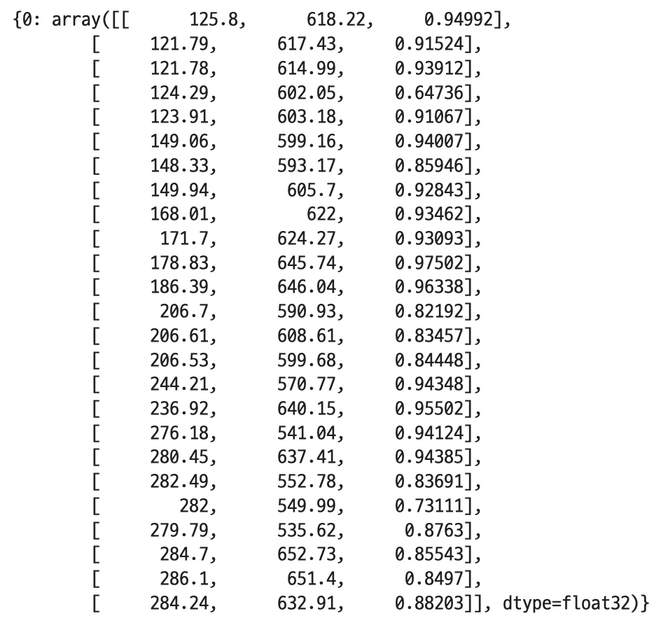 {0: array([[      125.8,      618.22,     0.94992],
[     121.79,      617.43,     0.91524],
[     121.78,      614.99,     0.93912],
[     124.29,      602.05,     0.64736],
[     123.91,      603.18,     0.91067],
[     149.06,      599.16,     0.94007],
[     148.33,      593.17,     0.85946],
[     149.94,       605.7,     0.92843],
[     168.01,         622,     0.93462],
[      171.7,      624.27,     0.93093],
[     178.83,      645.74,     0.97502],
[     186.39,      646.04,     0.96338],
[      206.7,      590.93,     0.82192],
[     206.61,      608.61,     0.83457],
[     206.53,      599.68,     0.84448],
[     244.21,      570.77,     0.94348],
[     236.92,      640.15,     0.95502],
[     276.18,      541.04,     0.94124],
[     280.45,      637.41,     0.94385],
[     282.49,      552.78,     0.83691],
[        282,      549.99,     0.73111],
[     279.79,      535.62,      0.8763],
[      284.7,      652.73,     0.85543],
[      286.1,       651.4,      0.8497],
[     284.24,      632.91,     0.88203]], dtype=float32)}